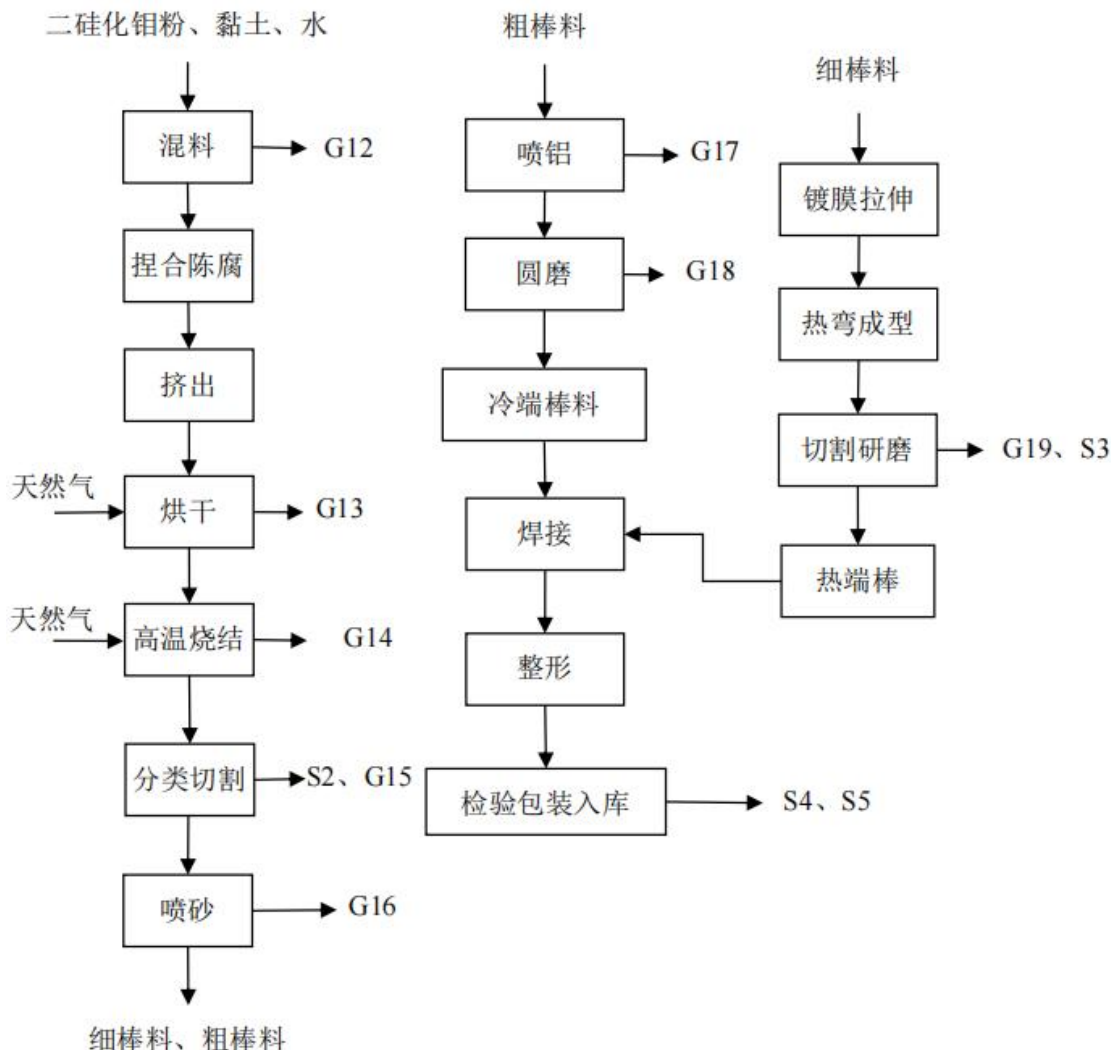 二硅化钼粉、黏土、水
混料
G12
捏合陈腐
挤出
天然气
烘干
G13
天然气
高温烧结
G14
分类切割
S2、G15
喷砂
G16
细棒料、粗棒料
粗棒料
喷铝
G17
圆磨
G18
冷端棒料
焊接
整形
检验包装入库
S4、S5
细棒料
镀膜拉伸
热弯成型
切割研磨
G19、S3
热端棒